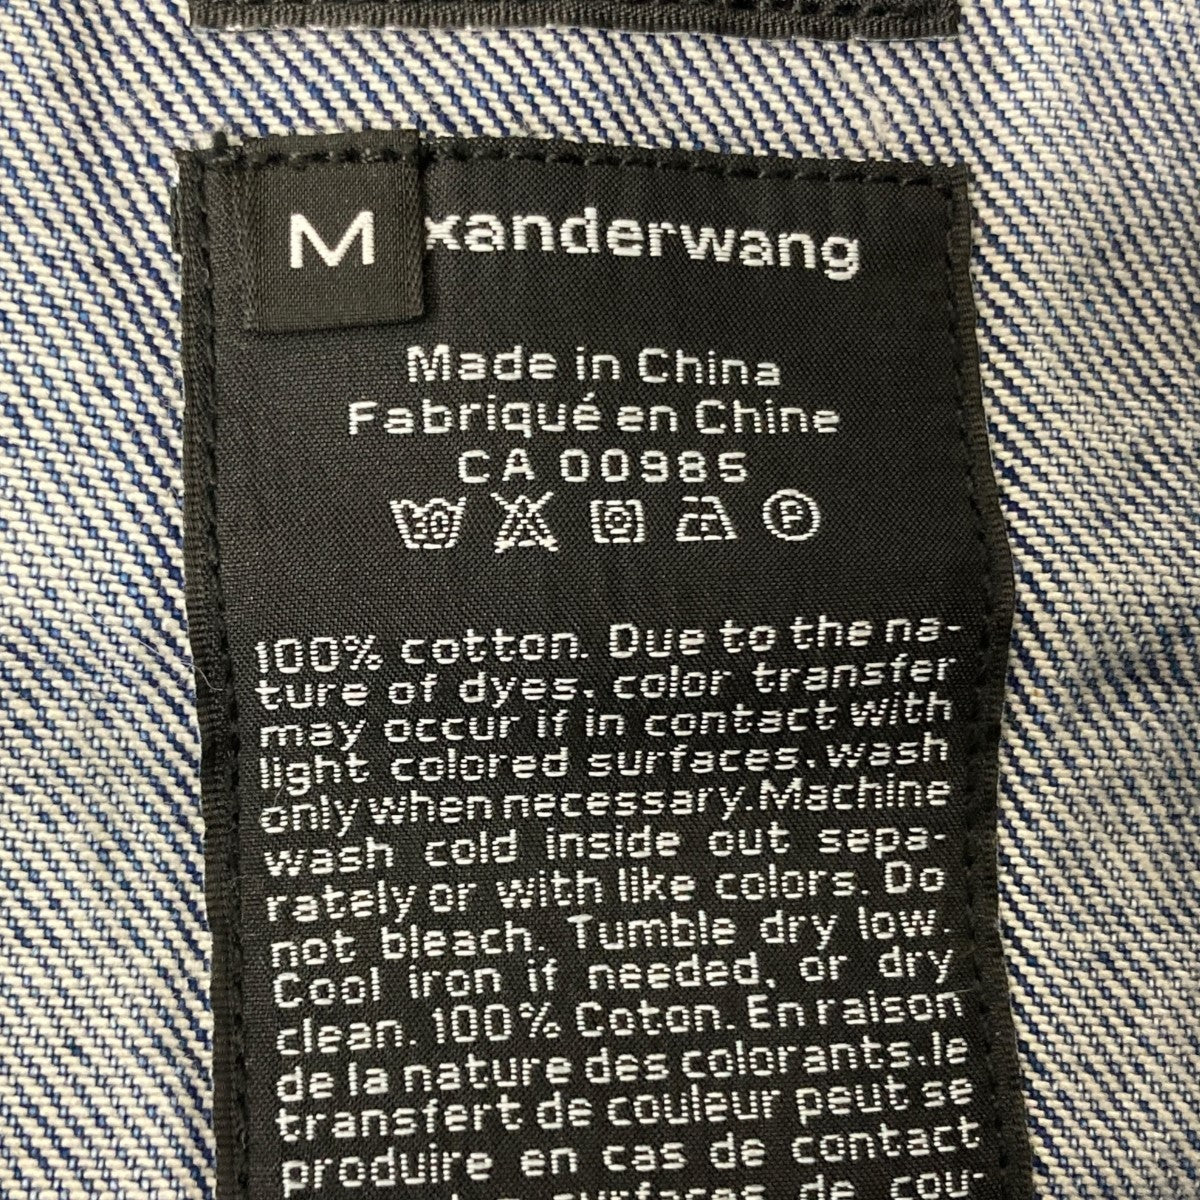 M
xanderwang
Made in China
Fabriqué en Chine
CA 00985
30 P
100% cotton. Due to the na-
ture of dyes, color transfer
may occur if in contact with
light colored surfaces, wash
only when necessary. Machine
wash cold inside out sepa-
rately or with like colors. Do
not bleach. Tumble dry low.
Cool iron if needed, or dry
clean. 100% Coton. En raison
de la nature des colorants, le
transfert de couleur peut se
produire en cas de contact
surfaces de cou-